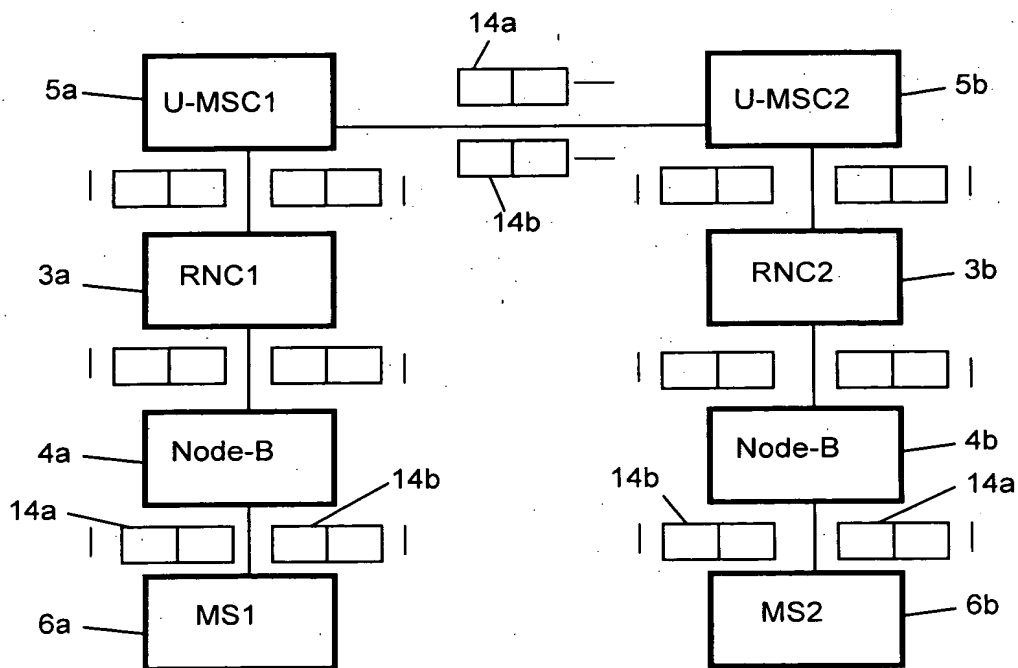 14a
5a
U-MSC1
U-MSC2
5b
14b
3a
RNC1
RNC2
3b
4a
Node-B
Node-B
4b
14a
14b
14b
14a
6a
MS1
MS2
6b